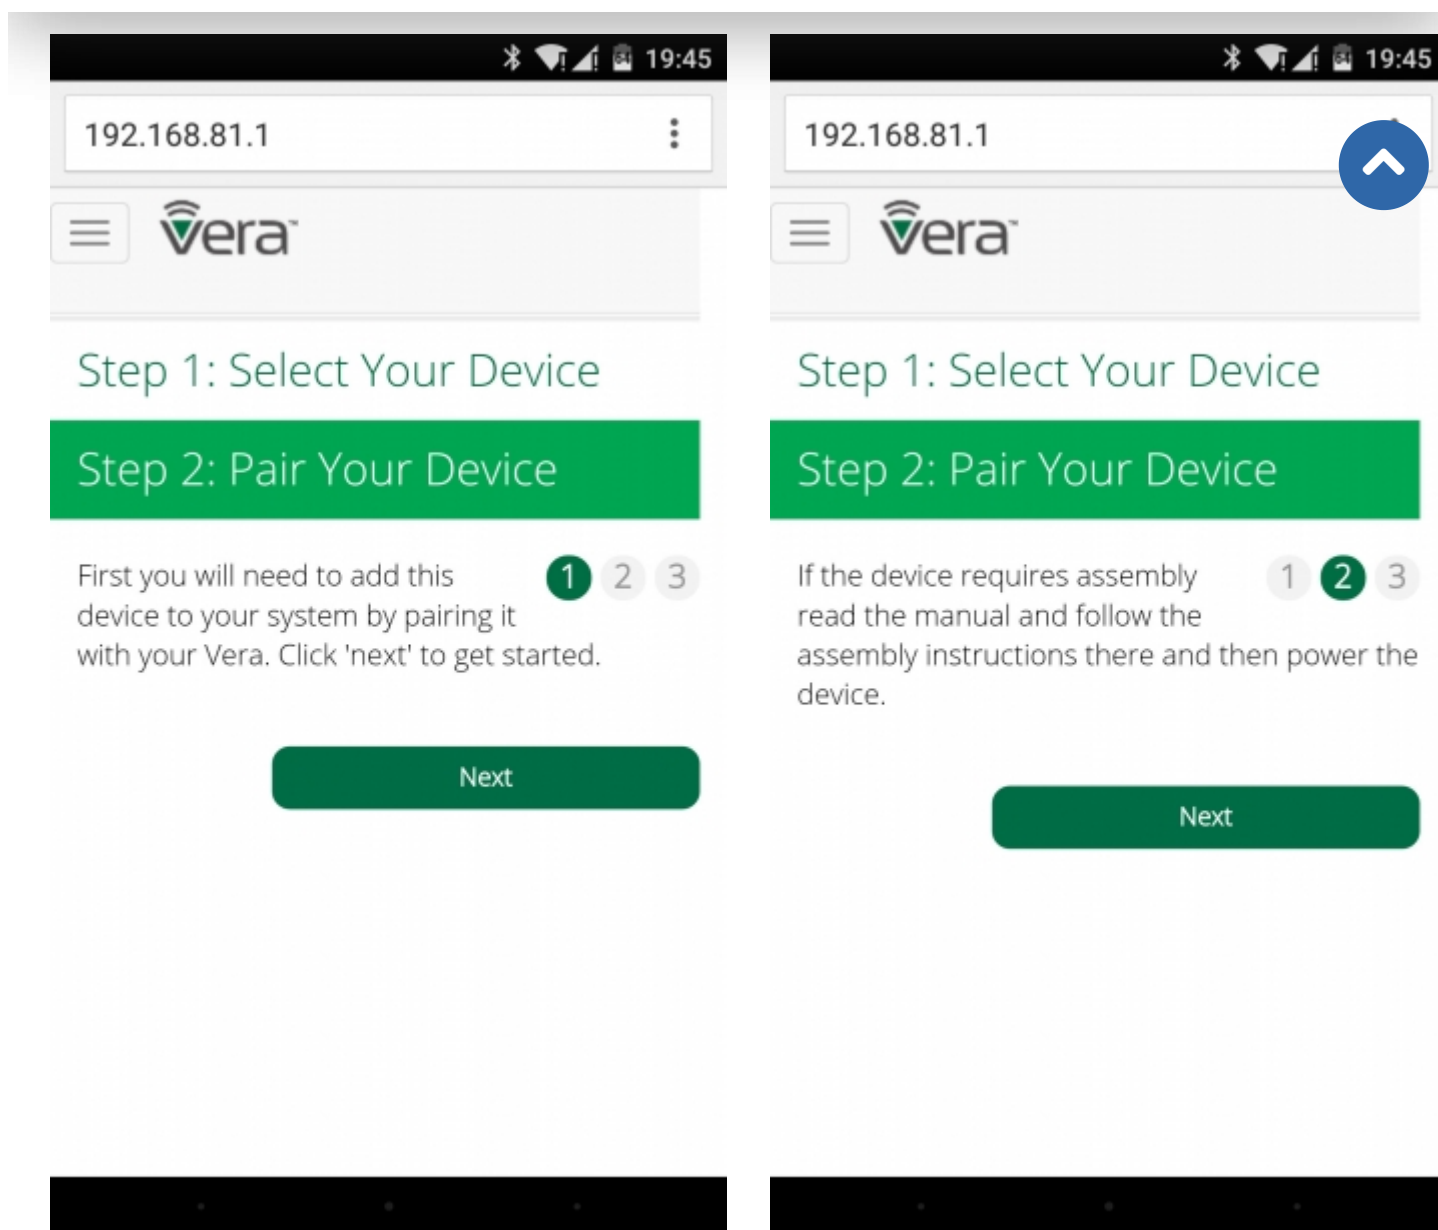 19:45
192.168.81.1
vera™
Step 1: Select Your Device
Step 2: Pair Your Device
First you will need to add this
device to your system by pairing it
with your Vera. Click 'next' to get started.
1 2 3
Next
19:45
192.168.81.1
vera™
Step 1: Select Your Device
Step 2: Pair Your Device
If the device requires assembly
read the manual and follow the
assembly instructions there and then power the
device.
1 2 3
Next